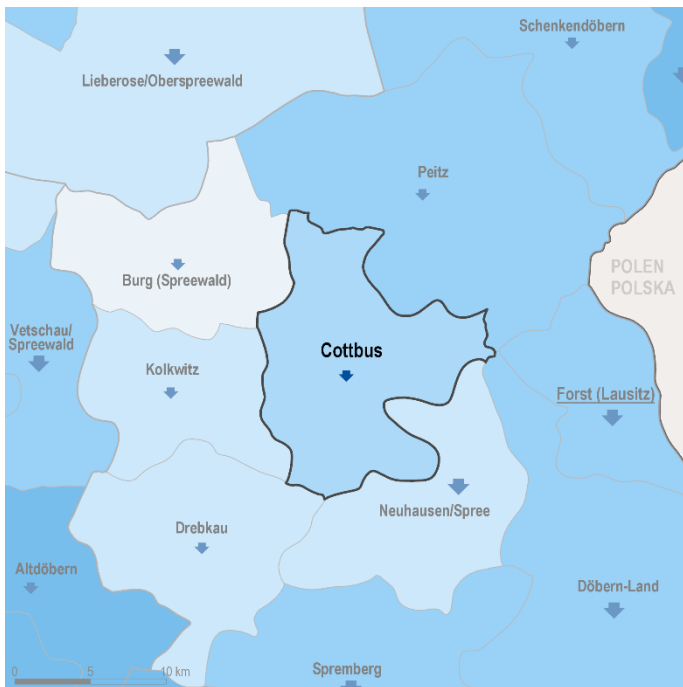 Schenkendöbern
Lieberose/Oberspreewald
Peitz
POLEN
POLSKA
Burg (Spreewald)
Vetschau/
Spreewald
Cottbus
Kolkwitz
Forst (Lausitz)
Neuhausen/Spree
Drebkau
Altdöbern
Döbern-Land
Spremberg
0 5 10 km